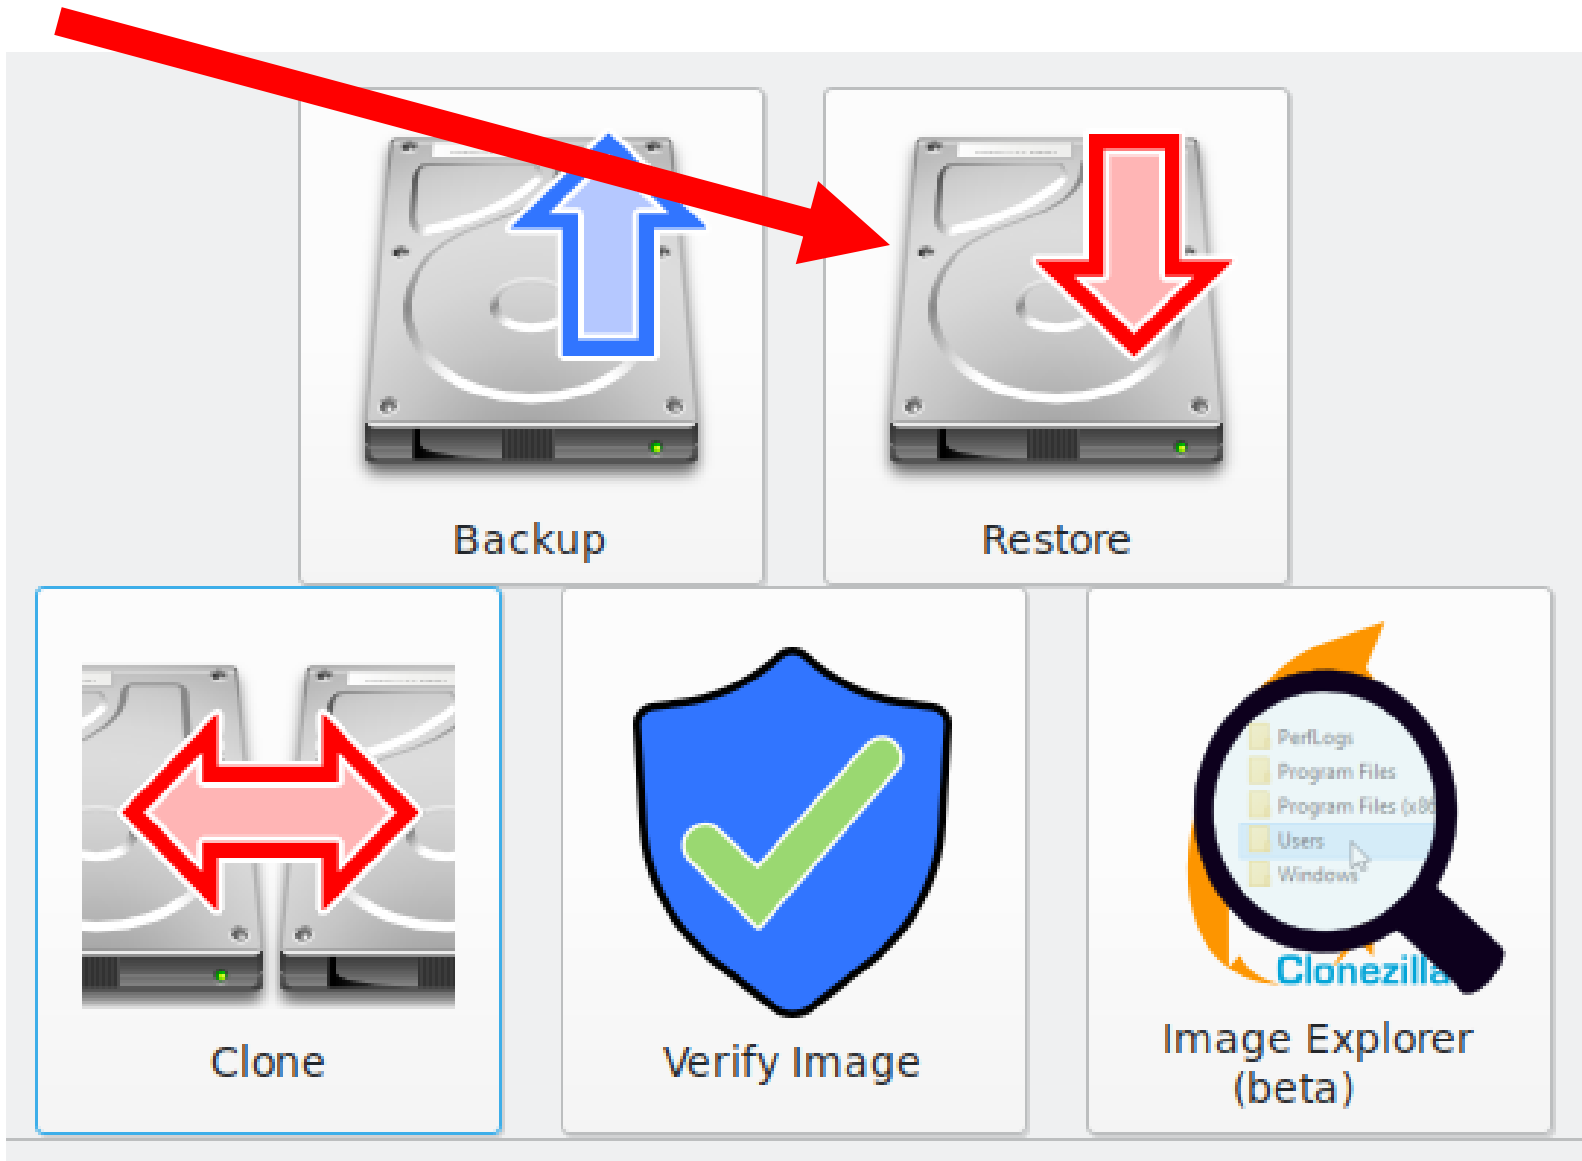 Backup
Restore
PerfLogs
Program Files
Program Files (x86
Users
Windows
Clonezilla
Clone
Verify Image
Image Explorer
(beta)